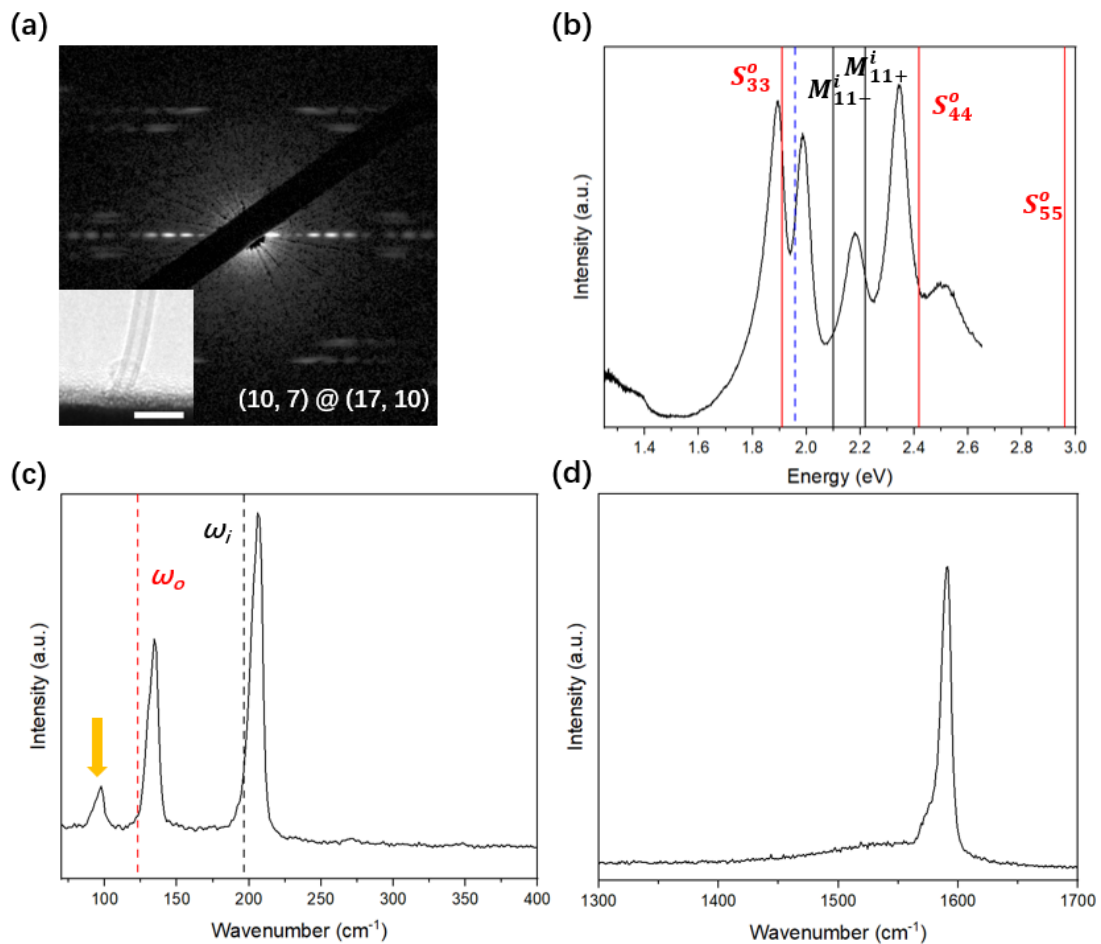 (a)
(10, 7) @ (17, 10)
(b)
S^o_33
M^i_11-
M^i_11+
S^o_44
S^o_55
Intensity (a.u.)
1.4 1.6 1.8 2.0 2.2 2.4 2.6 2.8 3.0
Energy (eV)
(c)
ω_o
ω_i
Intensity (a.u.)
100 150 200 250 300 350 400
Wavenumber (cm⁻¹)
(d)
Intensity (a.u.)
1300 1400 1500 1600 1700
Wavenumber (cm⁻¹)